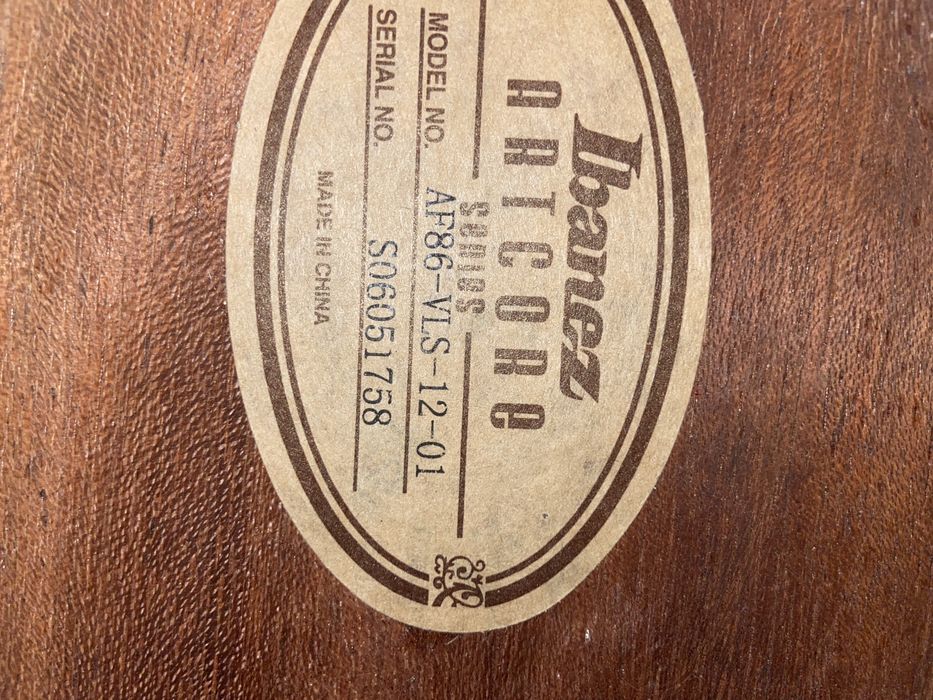 Ibanez
ARTCORE
Series
MODEL NO. AF86-VLS-12-01
SERIAL NO. S06051758
MADE IN CHINA